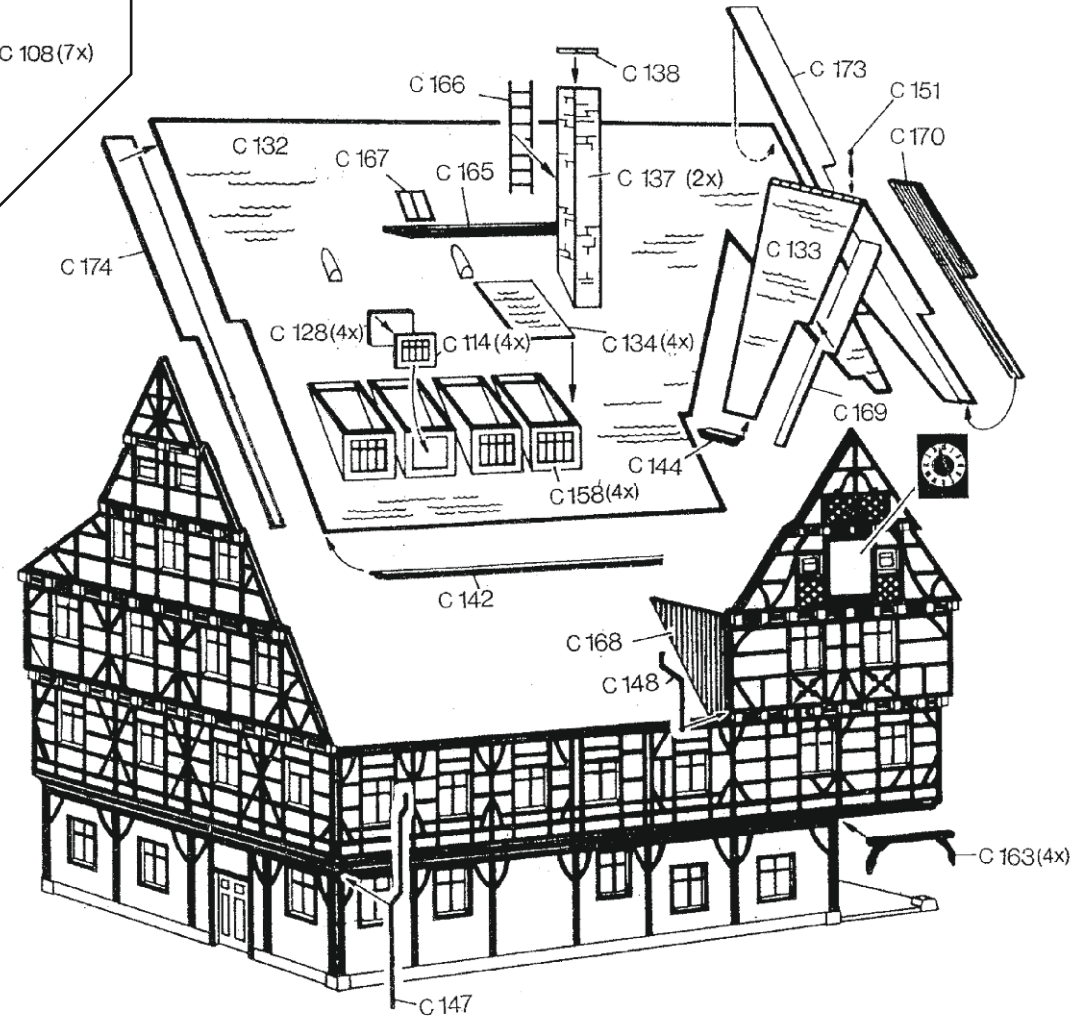 C 108 (7x)
C 138
C 166
C 173
C 151
C 132
C 167
C 165
C 137 (2x)
C 170
C 174
C 133
C 128 (4x)
C 114 (4x)
C 134 (4x)
C 169
C 144
C 158 (4x)
C 142
C 168
C 148
C 163 (4x)
C 147